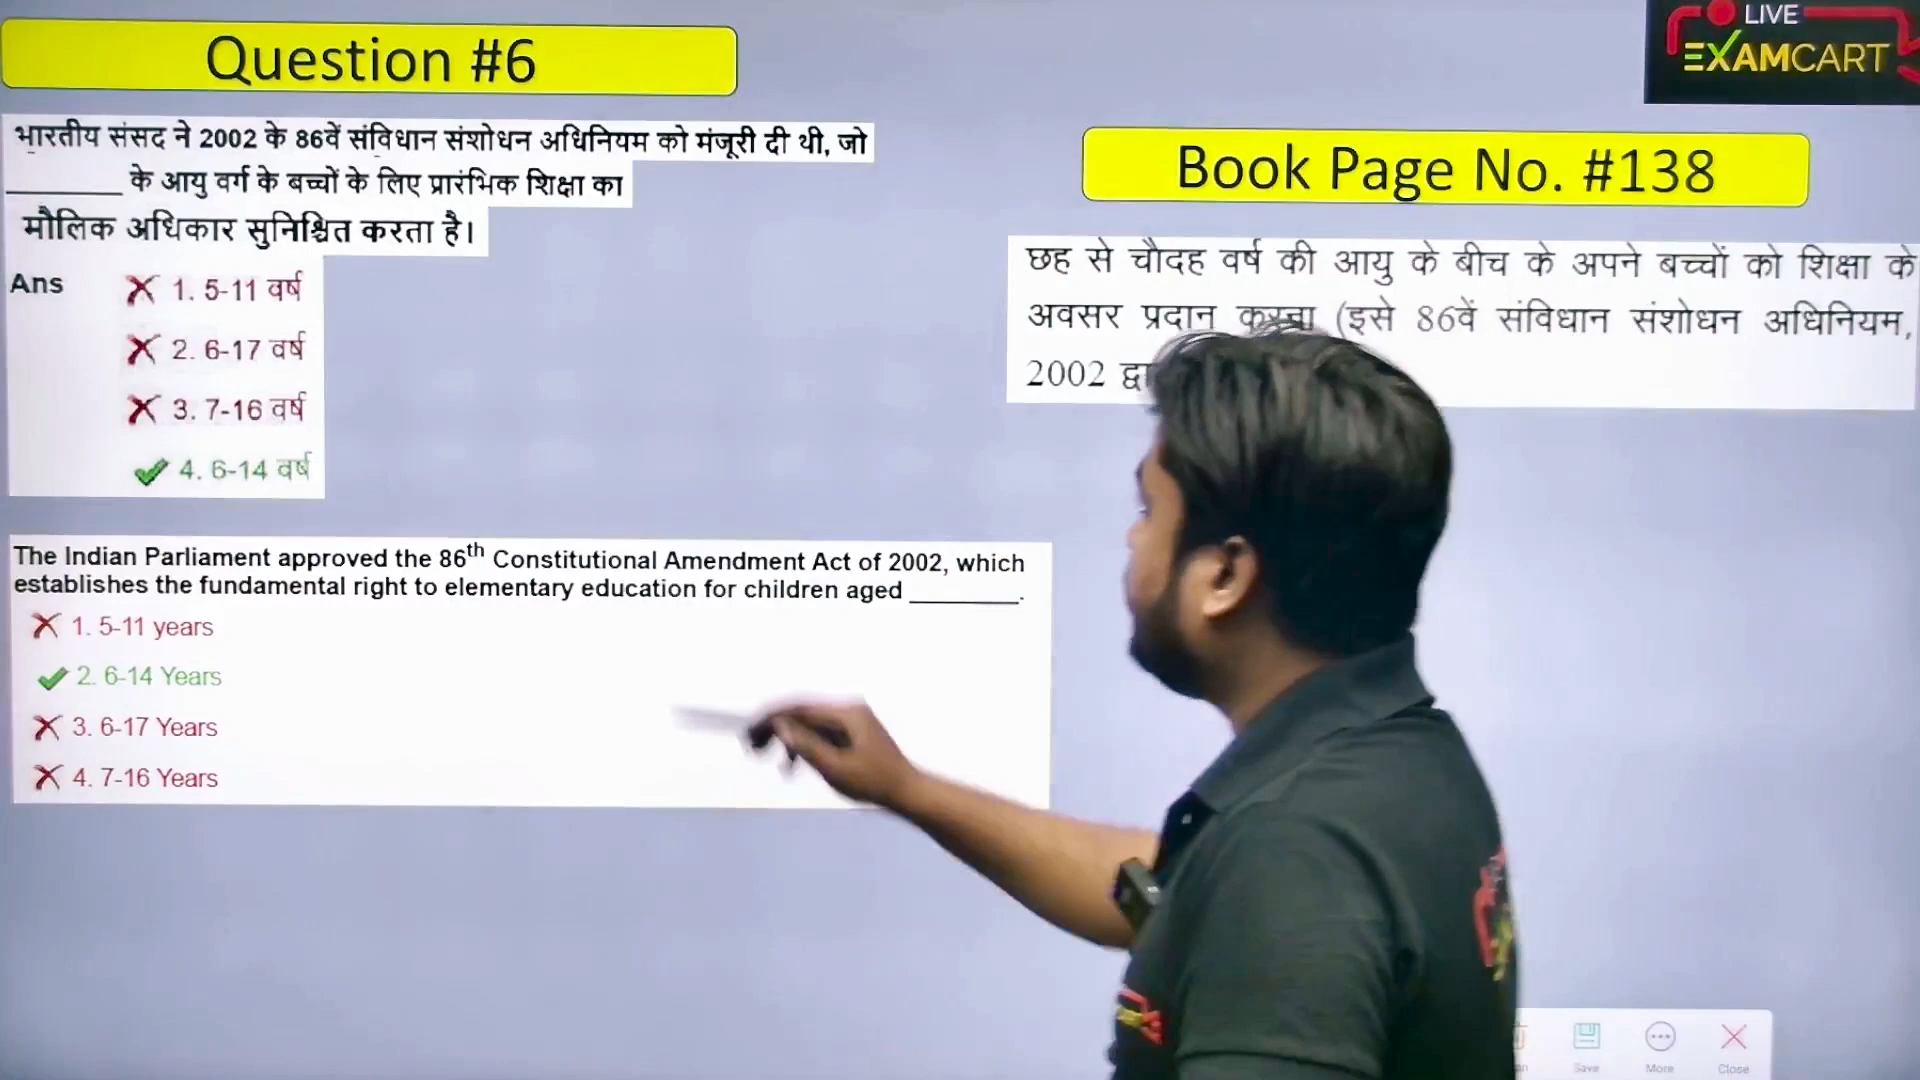 LIVE
EXAMCART
Question #6
भारतीय संसद ने 2002 के 86वें संविधान संशोधन अधिनियम को मंजूरी दी थी, जो
________ के आयु वर्ग के बच्चों के लिए प्रारंभिक शिक्षा का
मौलिक अधिकार सुनिश्चित करता है।
Ans
1. 5-11 वर्ष
2. 6-17 वर्ष
3. 7-16 वर्ष
4. 6-14 वर्ष
The Indian Parliament approved the 86th Constitutional Amendment Act of 2002, which
establishes the fundamental right to elementary education for children aged ________.
1. 5-11 years
2. 6-14 Years
3. 6-17 Years
4. 7-16 Years
Book Page No. #138
छह से चौदह वर्ष की आयु के बीच के अपने बच्चों को शिक्षा के
अवसर प्रदान करना (इसे 86वें संविधान संशोधन अधिनियम,
2002
Save
More
Close